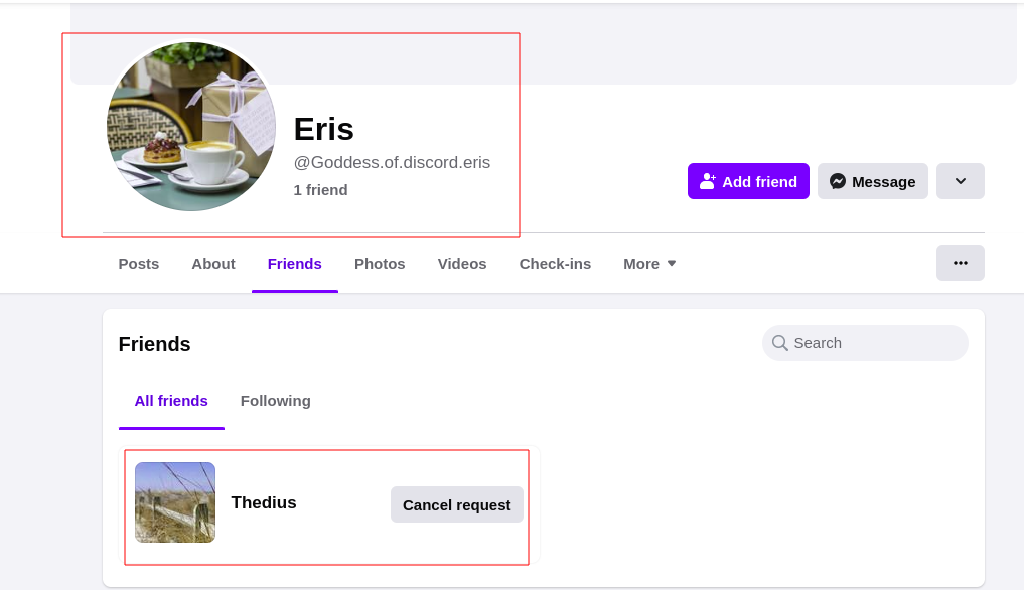 Eris
@Goddess.of.discord.eris
1 friend
Add friend
Message
Posts
About
Friends
Photos
Videos
Check-ins
More
Friends
Search
All friends
Following
Thedius
Cancel request